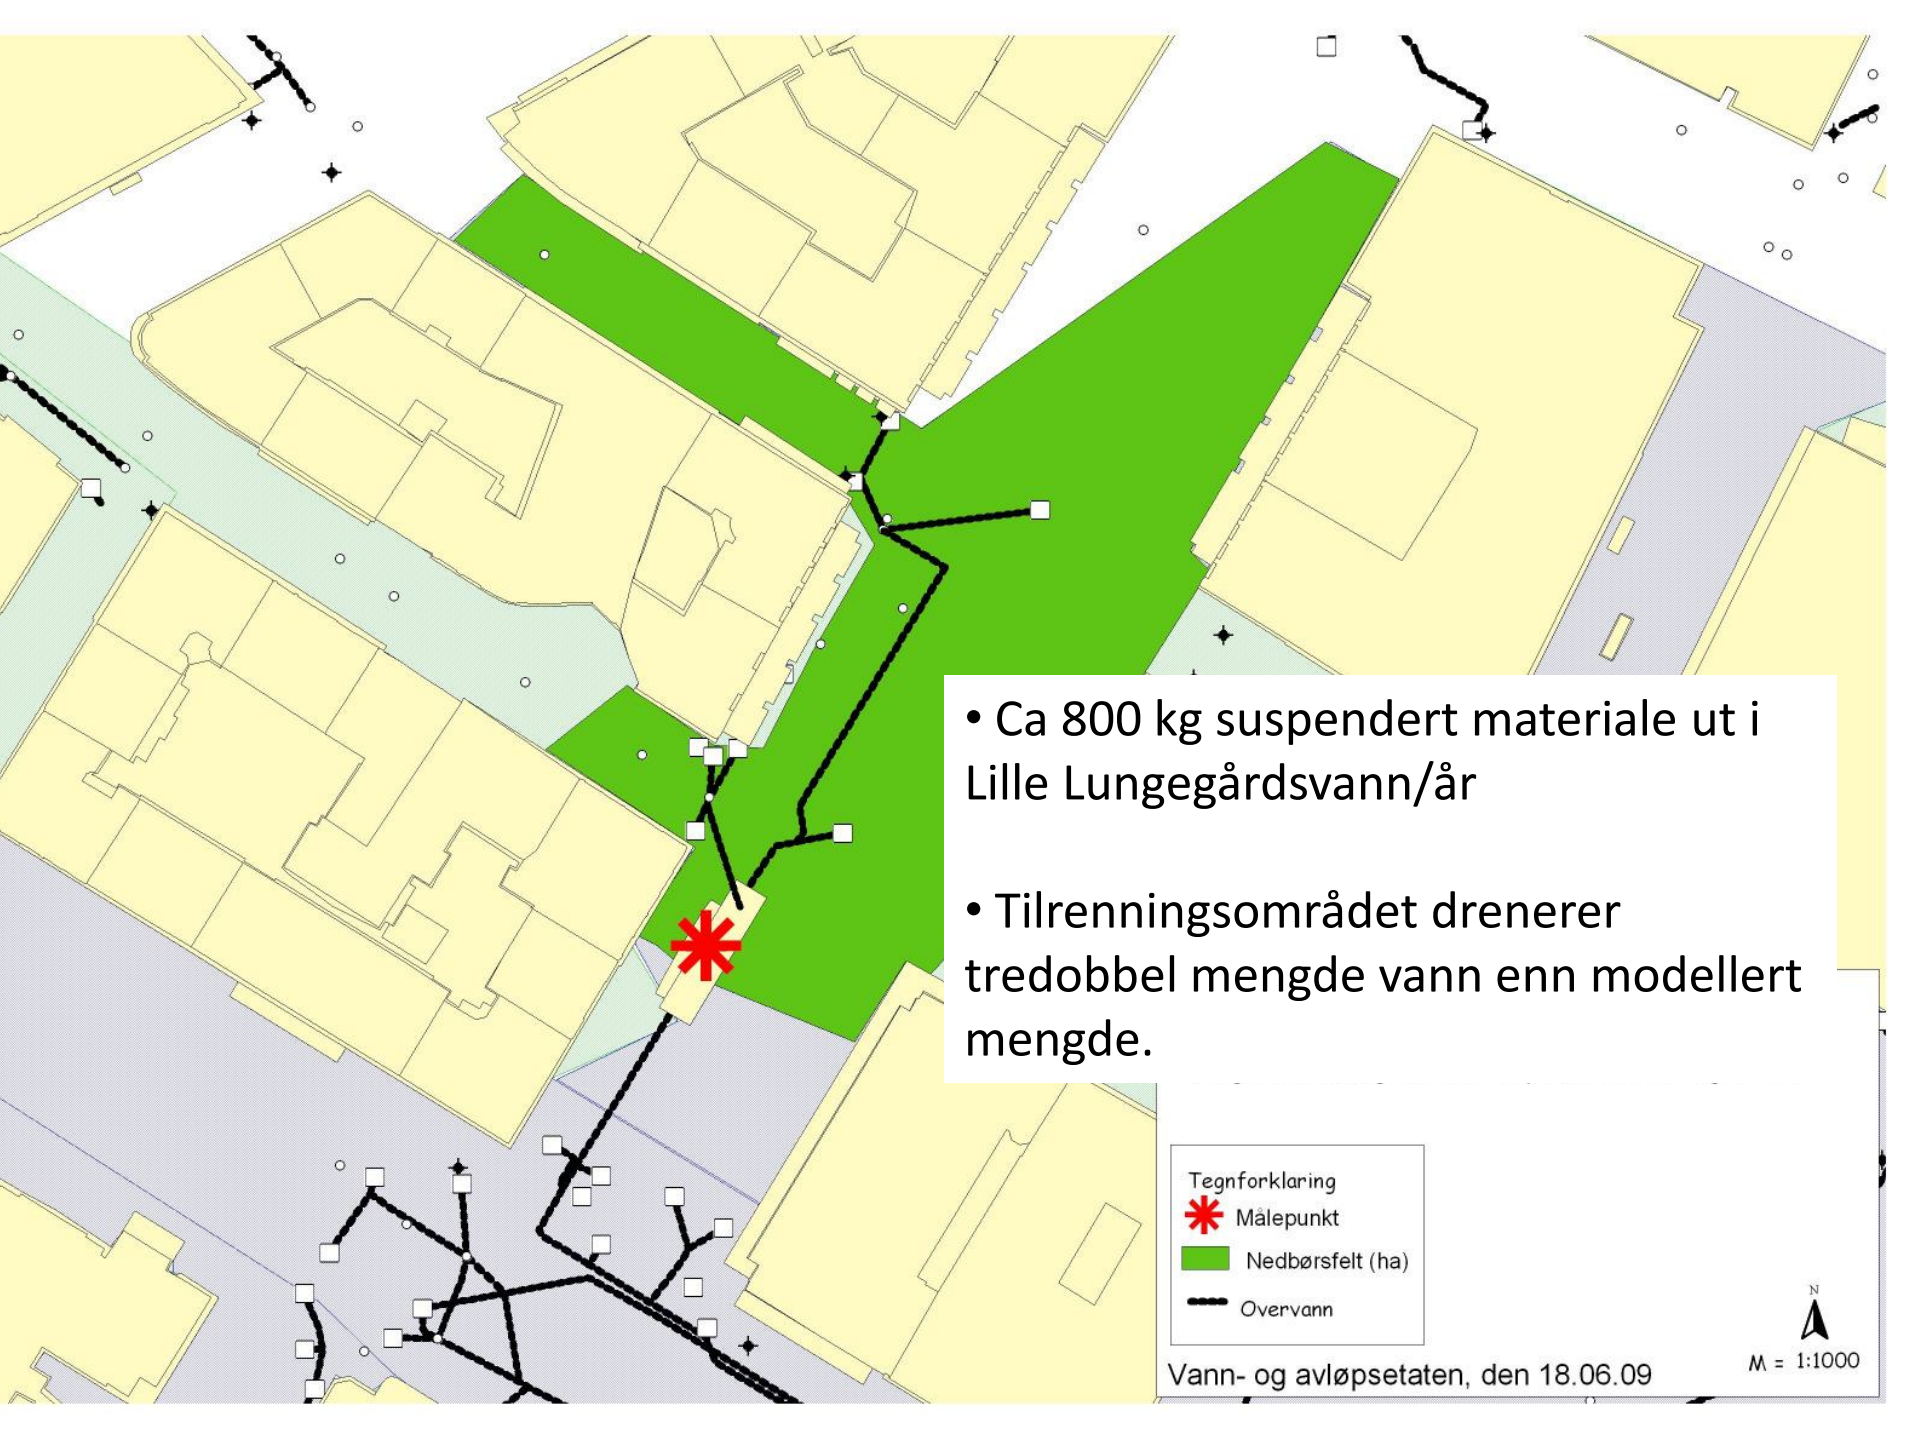 • Ca 800 kg suspendert materiale ut i
Lille Lungegårdsvann/år
• Tilrenningsområdet drenerer
tredobbel mengde vann enn modellert
mengde.
Tegnforklaring
Målepunkt
Nedbørsfelt (ha)
Overvann
N
M = 1:1000
Vann- og avløpsetaten, den 18.06.09